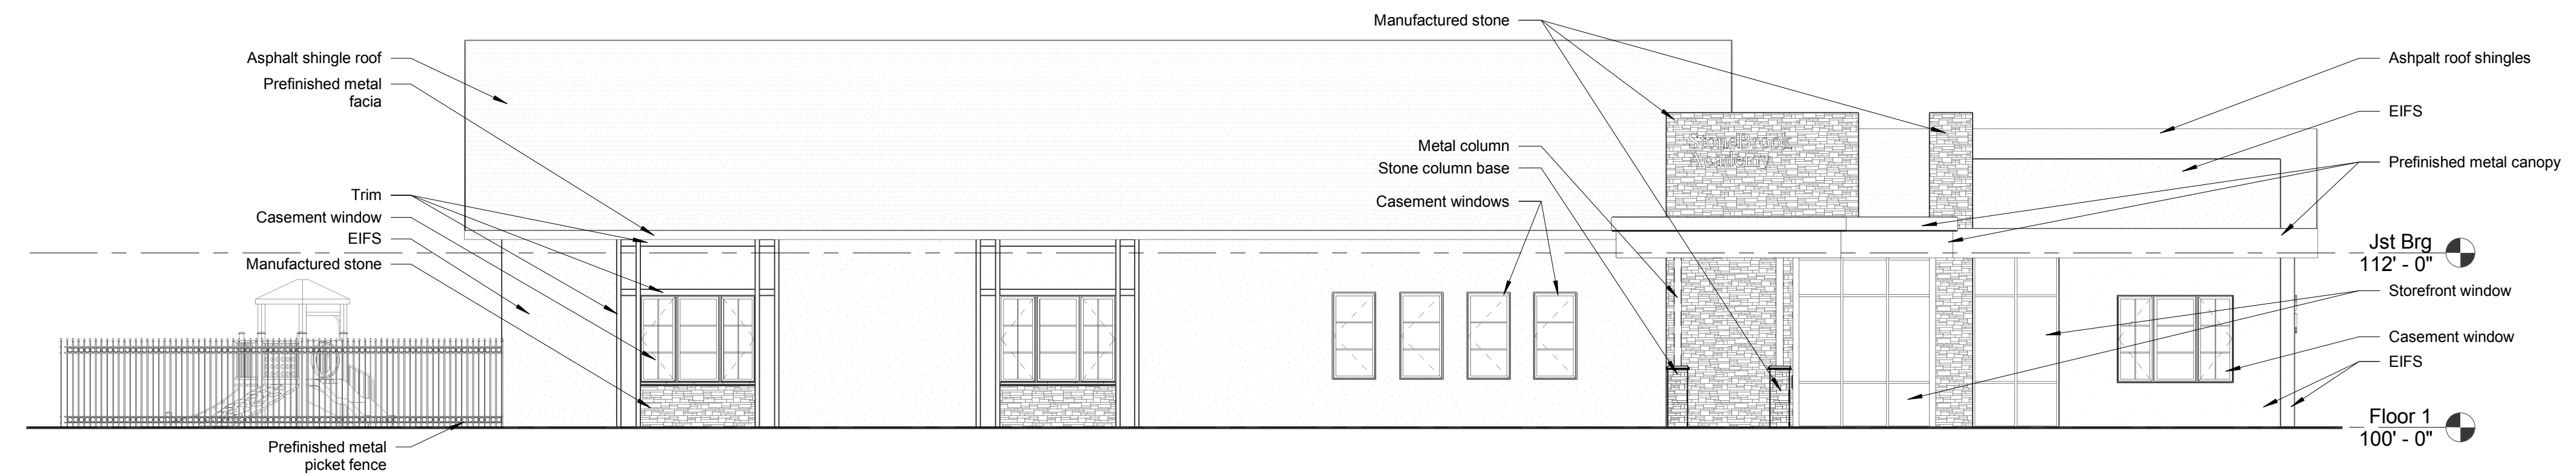 Manufactured stone
Asphalt shingle roof
Prefinished metal
facia
Ashpalt roof shingles
EIFS
StoneBrook
Academy
Metal column
Stone column base
Prefinished metal canopy
Trim
Casement window
EIFS
Manufactured stone
Casement windows
Jst Brg
112' - 0"
Storefront window
Casement window
EIFS
Floor 1
100' - 0"
Prefinished metal
picket fence